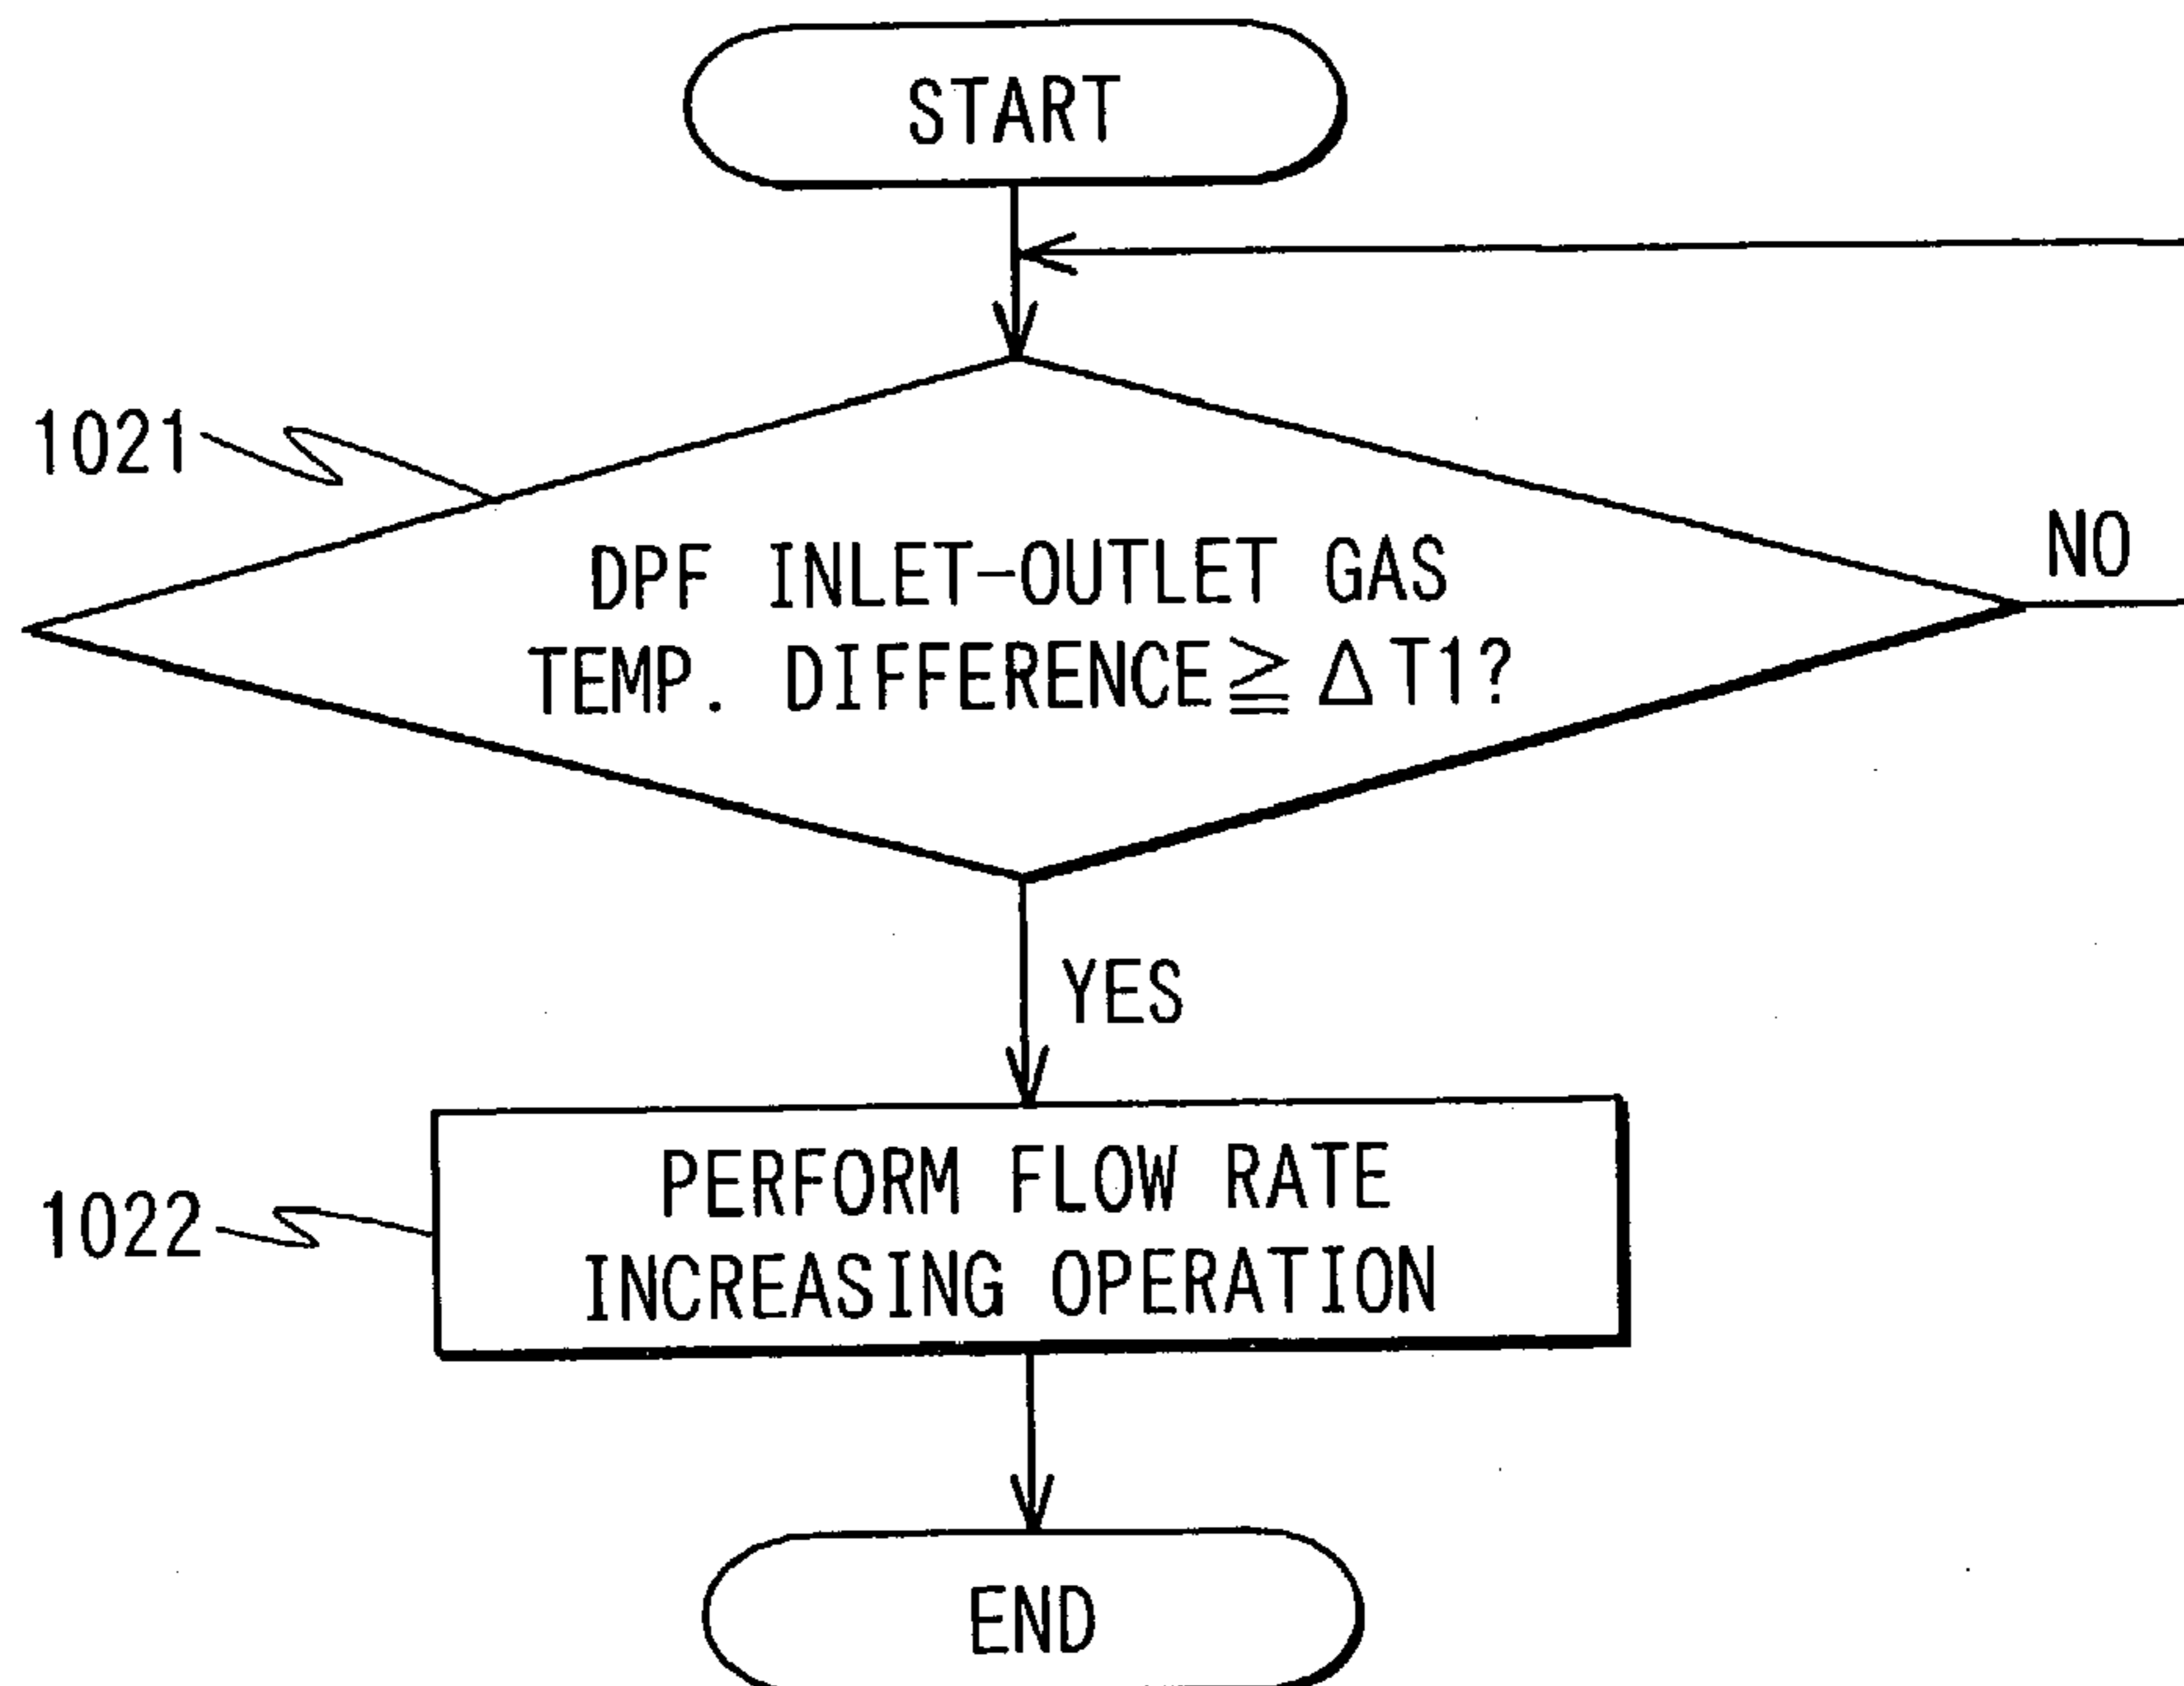 START
1021
DPF INLET-OUTLET GAS
TEMP. DIFFERENCE≧ΔT1?
NO
YES
1022
PERFORM FLOW RATE
INCREASING OPERATION
END